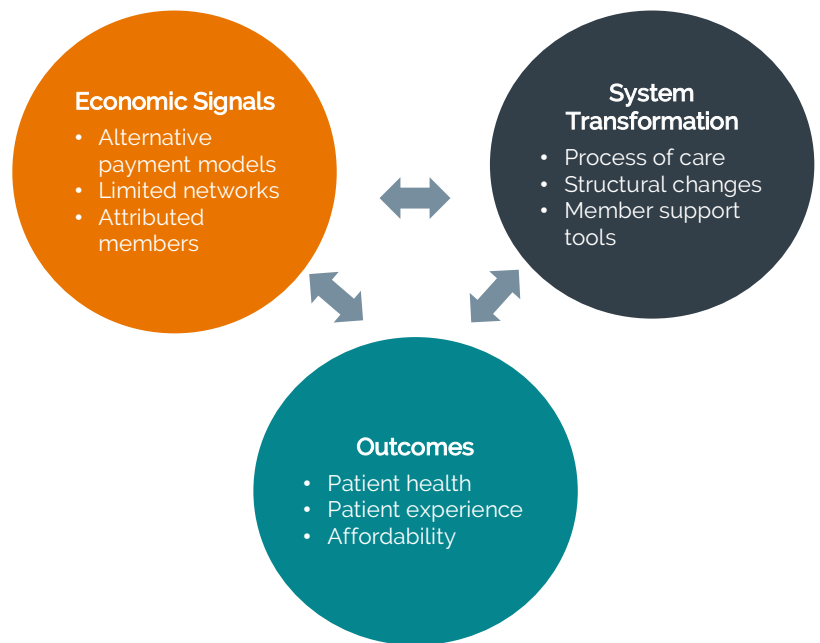 Economic Signals
• Alternative
payment models
• Limited networks
• Attributed
members
System
Transformation
• Process of care
• Structural changes
• Member support
tools
Outcomes
• Patient health
• Patient experience
• Affordability